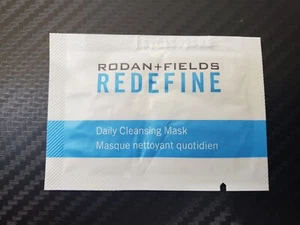 RODAN+FIELDS
REDEFINE
Daily Cleansing Mask
Masque nettoyant quotidien